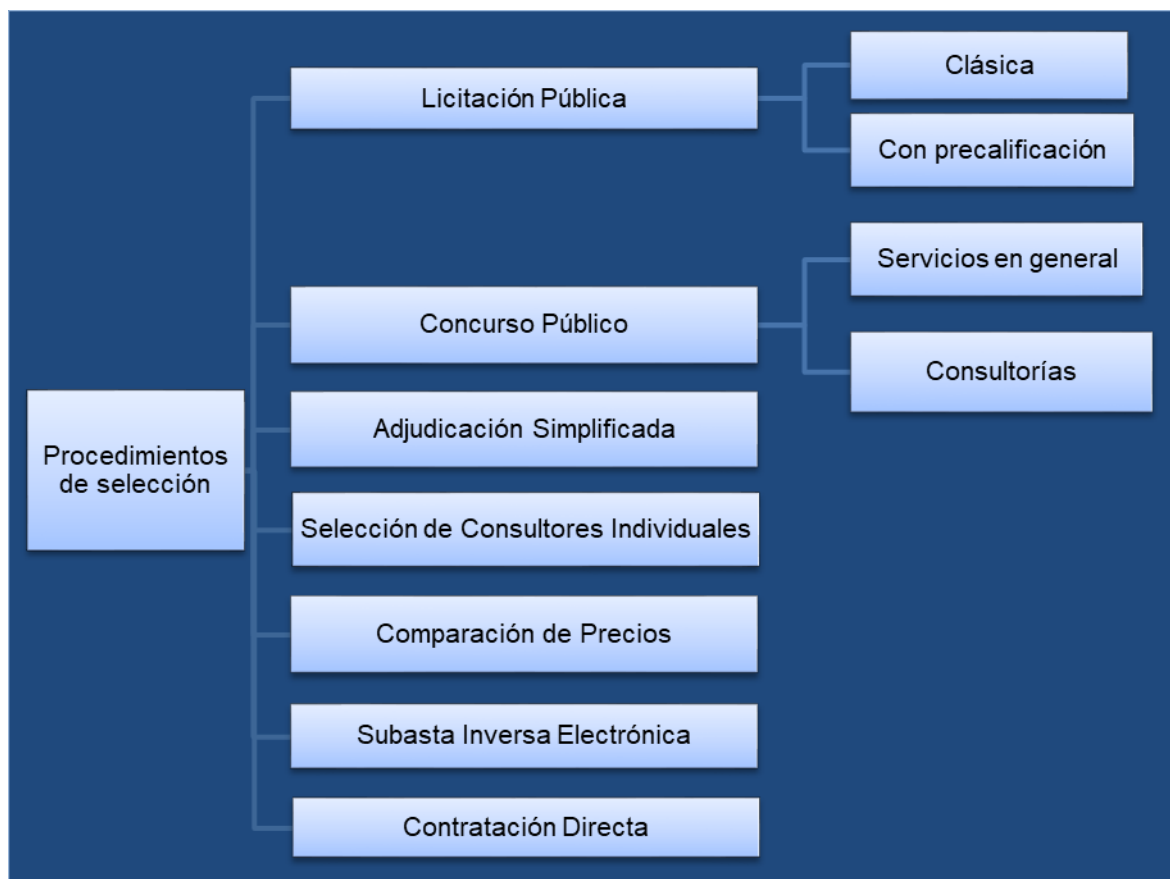 Procedimientos
de selección
Licitación Pública
Clásica
Con precalificación
Concurso Público
Servicios en general
Consultorías
Adjudicación Simplificada
Selección de Consultores Individuales
Comparación de Precios
Subasta Inversa Electrónica
Contratación Directa